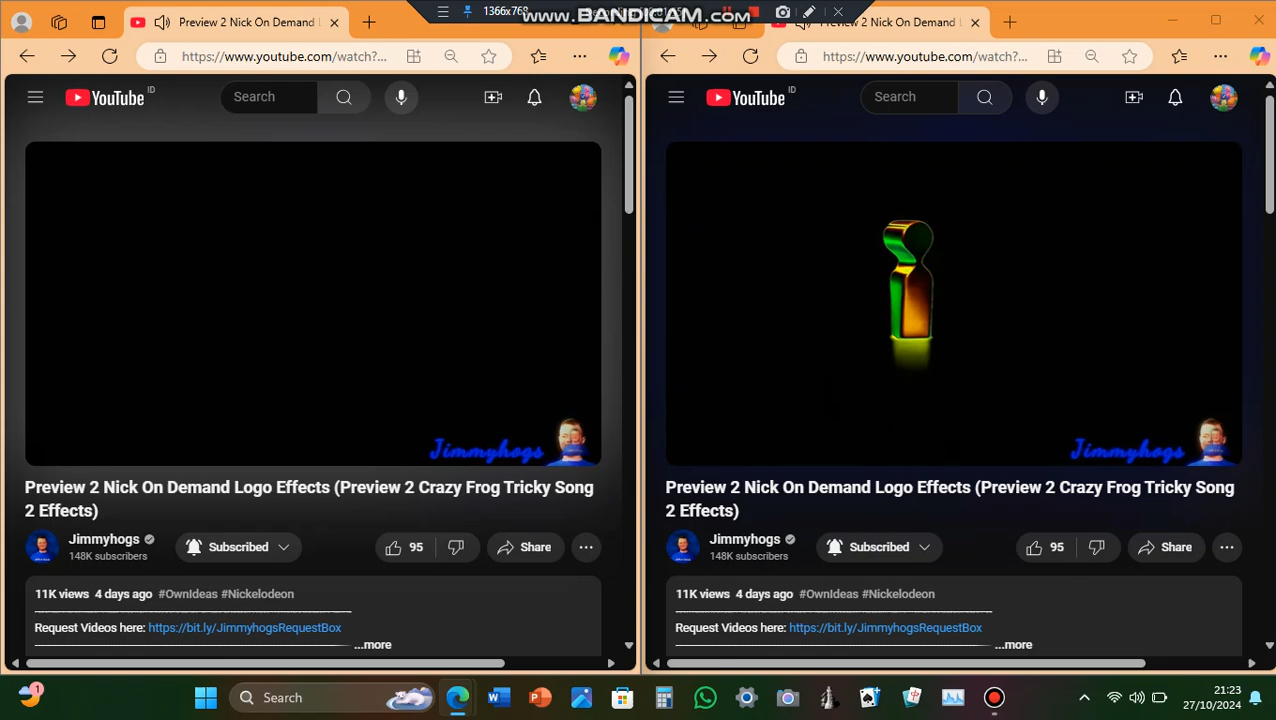 Preview 2 Nick On Demand L
1366x768
www.BANDICAM.com
Preview 2 Nick On Demand L
https://www.youtube.com/watch?...
https://www.youtube.com/watch?...
YouTube ID
Search
YouTube ID
Search
Jimmyhogs
Jimmyhogs
Preview 2 Nick On Demand Logo Effects (Preview 2 Crazy Frog Tricky Song
2 Effects)
Preview 2 Nick On Demand Logo Effects (Preview 2 Crazy Frog Tricky Song
2 Effects)
Jimmyhogs
148K subscribers
Subscribed
95
Share
Jimmyhogs
148K subscribers
Subscribed
95
Share
11K views 4 days ago #OwnIdeas #Nickelodeon
Request Videos here: https://bit.ly/JimmyhogsRequestBox
...more
11K views 4 days ago #OwnIdeas #Nickelodeon
Request Videos here: https://bit.ly/JimmyhogsRequestBox
...more
1
Search
21:23
27/10/2024